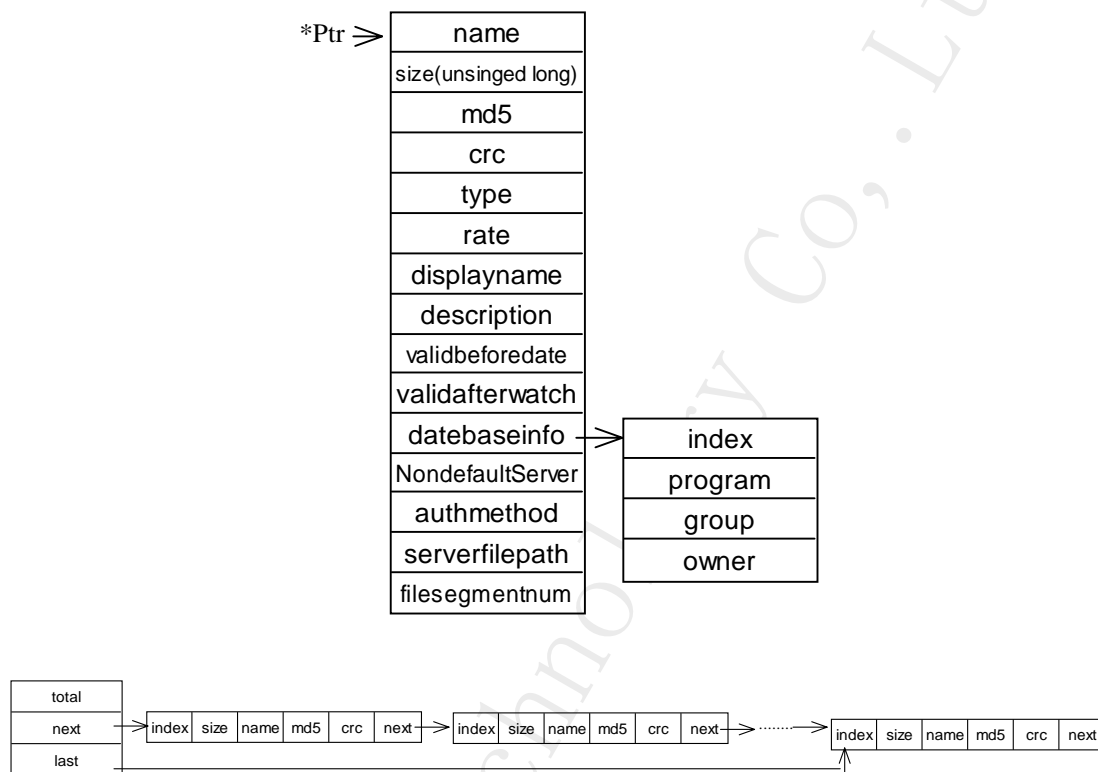 *Ptr
name
size(unsinged long)
md5
crc
type
rate
displayname
description
validbeforedate
validafterwatch
datebaseinfo
NondefaultServer
authmethod
serverfilepath
filesegmentnum
index
program
group
owner
total
next
last
index size name md5 crc next
index size name md5 crc next
........
index size name md5 crc next